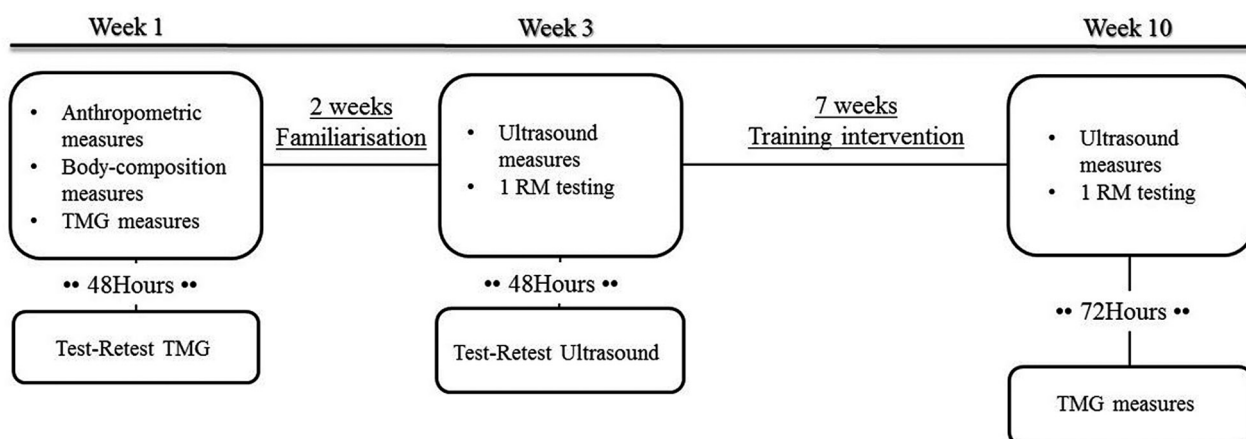 Week 1
Week 3
Week 10
• Anthropometric
measures
• Body-composition
measures
• TMG measures
2 weeks
Familiarisation
• Ultrasound
measures
• 1 RM testing
7 weeks
Training intervention
• Ultrasound
measures
• 1 RM testing
•• 48Hours ••
•• 48Hours ••
•• 72Hours ••
Test-Retest TMG
Test-Retest Ultrasound
TMG measures